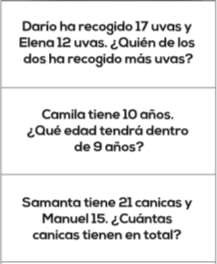 Darío ha recogido 17 uvas y
Elena 12 uvas. ¿Quién de los
dos ha recogido más uvas?
Camila tiene 10 años.
¿Qué edad tendrá dentro
de 9 años?
Samanta tiene 21 canicas y
Manuel 15. ¿Cuántas
canicas tienen en total?